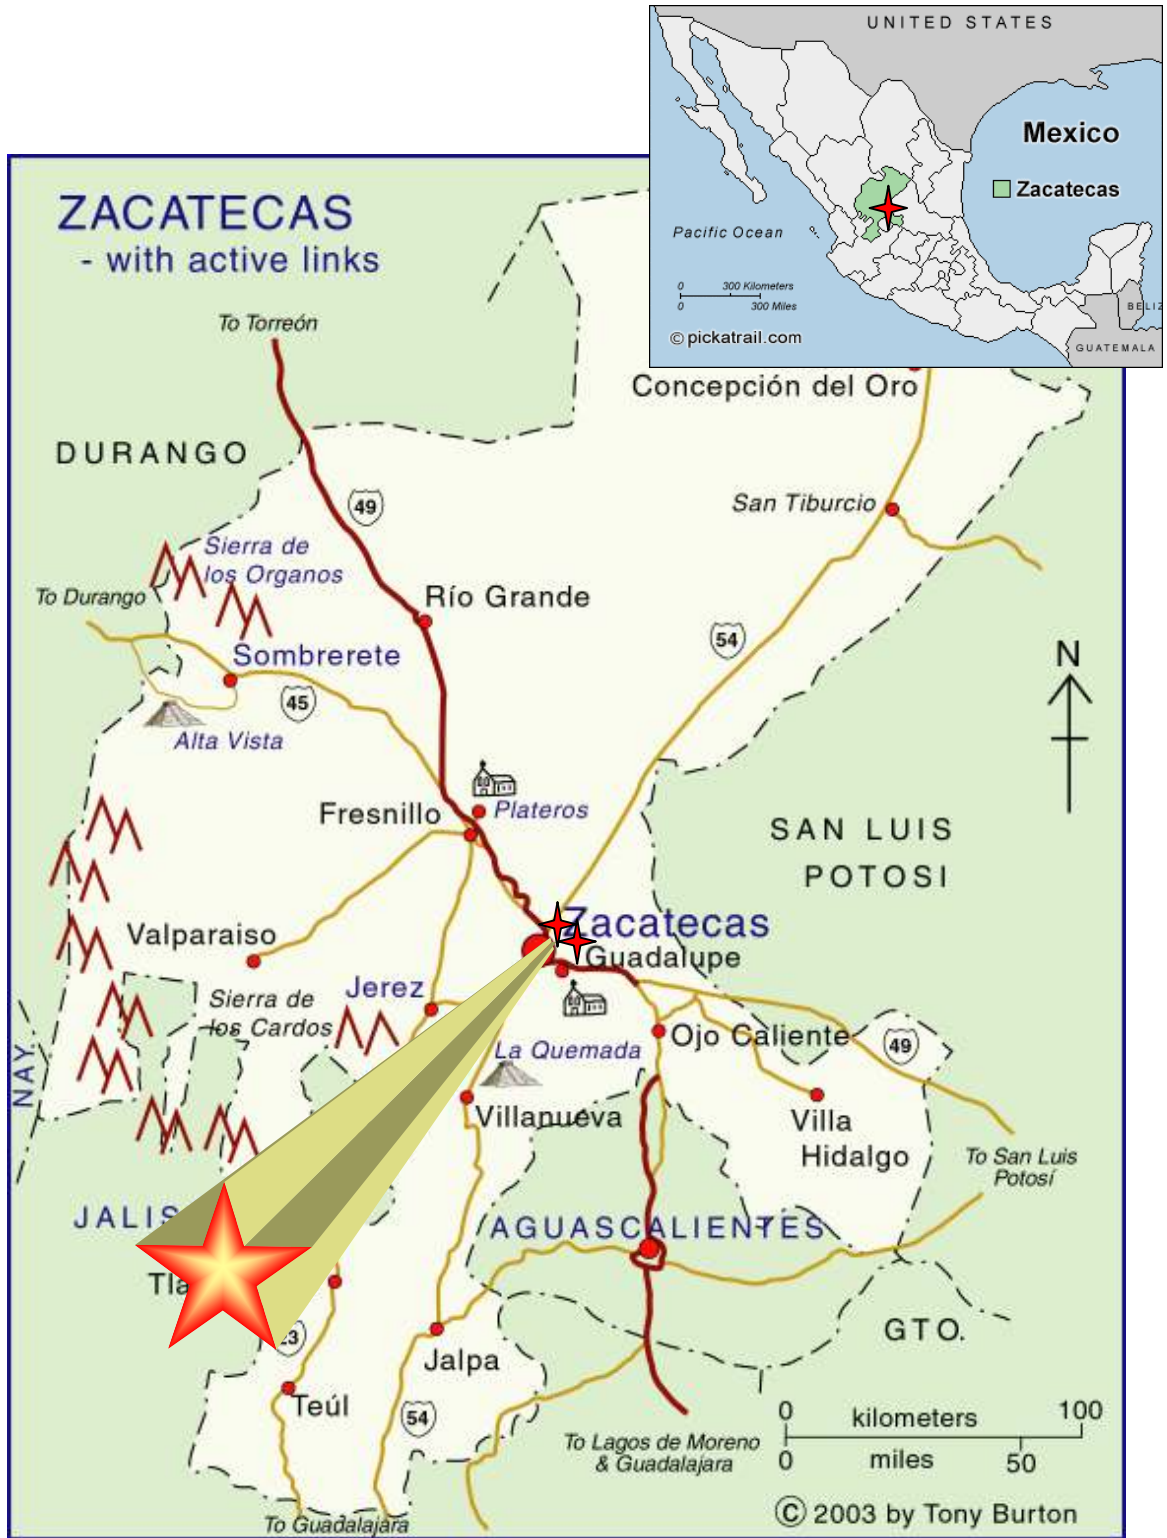 UNITED STATES
Mexico
Zacatecas
Pacific Ocean
0 300 Kilometers
0 300 Miles
© pickatrail.com
GUATEMALA
ZACATECAS
- with active links
To Torreón
Concepción del Oro
DURANGO
49
San Tiburcio
Sierra de
los Organos
To Durango
Río Grande
54
N
Sombrerete
45
Alta Vista
Fresnillo
Plateros
SAN LUIS
POTOSI
Zacatecas
Valparaiso
Guadalupe
Jerez
Sierra de
los Cardos
Ojo Caliente
49
La Quemada
NAY.
Villanueva
Villa
Hidalgo
To San Luis
Potosí
AGUASCALIENTES
GTO.
Jalpa
Teúl
54
0 kilometers 100
0 miles 50
To Lagos de Moreno
& Guadalajara
To Guadalajara
© 2003 by Tony Burton